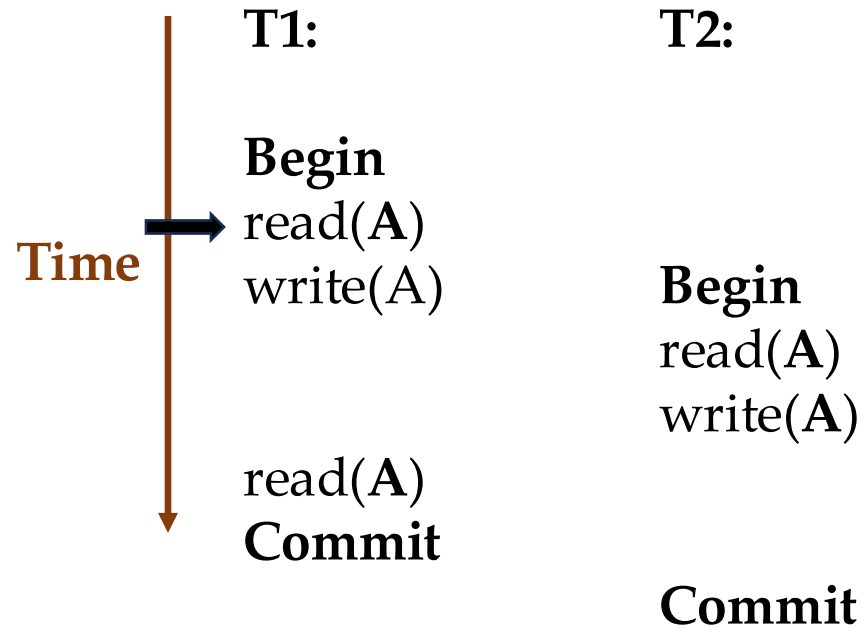 T1: T2:
Begin
read(A)
Time
write(A) Begin
read(A)
write(A)
read(A)
Commit
Commit